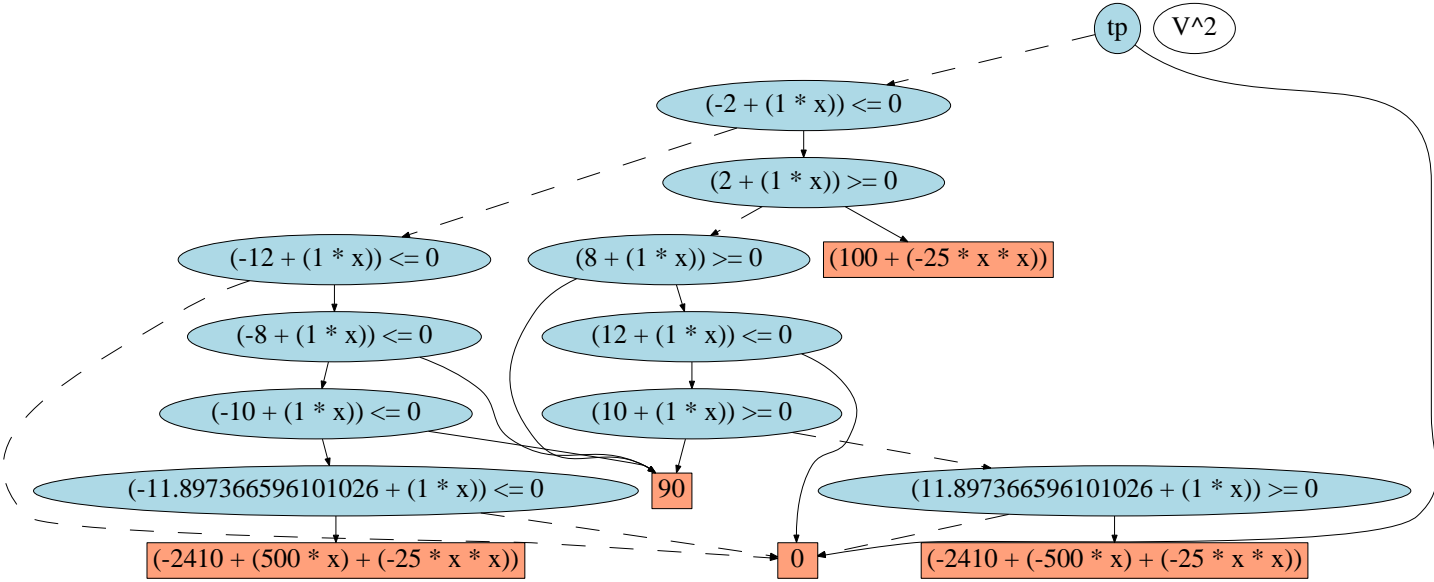 tp
V^2
(-2 + (1 * x)) <= 0
(2 + (1 * x)) >= 0
(-12 + (1 * x)) <= 0
(8 + (1 * x)) >= 0
(100 + (-25 * x * x))
(-8 + (1 * x)) <= 0
(12 + (1 * x)) <= 0
(-10 + (1 * x)) <= 0
(10 + (1 * x)) >= 0
(-11.897366596101026 + (1 * x)) <= 0
90
(11.897366596101026 + (1 * x)) >= 0
(-2410 + (500 * x) + (-25 * x * x))
0
(-2410 + (-500 * x) + (-25 * x * x))